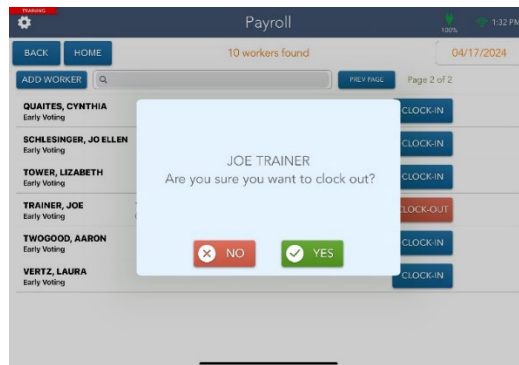 TRAINING
Payroll
100%
1:32 PM
BACK
HOME
10 workers found
04/17/2024
ADD WORKER
PREV PAGE
Page 2 of 2
QUAITES, CYNTHIA
Early Voting
CLOCK-IN
SCHLESINGER, JO ELLEN
Early Voting
CLOCK-IN
TOWER, LIZABETH
Early Voting
CLOCK-IN
TRAINER, JOE
Early Voting
CLOCK-OUT
TWOGOOD, AARON
Early Voting
CLOCK-IN
VERTZ, LAURA
Early Voting
CLOCK-IN
JOE TRAINER
Are you sure you want to clock out?
NO
YES